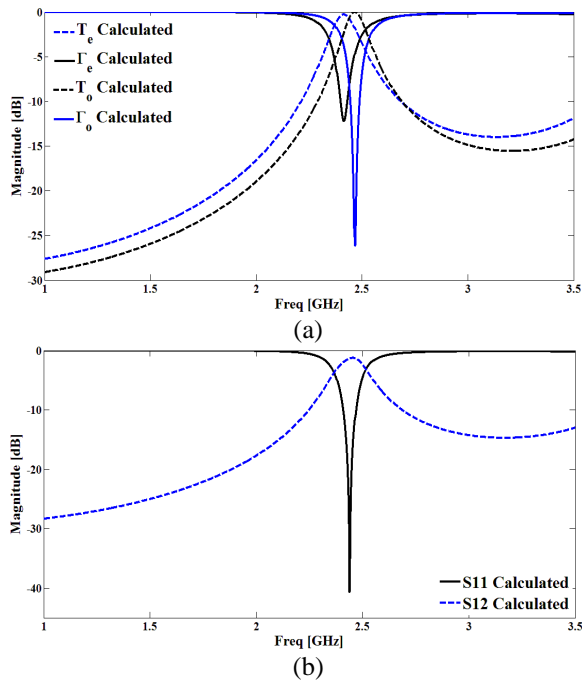 0
-5
-10
-15
-20
-25
-30
Magnitude [dB]
T_e Calculated
Γ_e Calculated
T_o Calculated
Γ_o Calculated
1
1.5
2
2.5
3
3.5
Freq [GHz]
(a)
0
-10
-20
-30
-40
Magnitude [dB]
S11 Calculated
S12 Calculated
1
1.5
2
2.5
3
3.5
Freq [GHz]
(b)